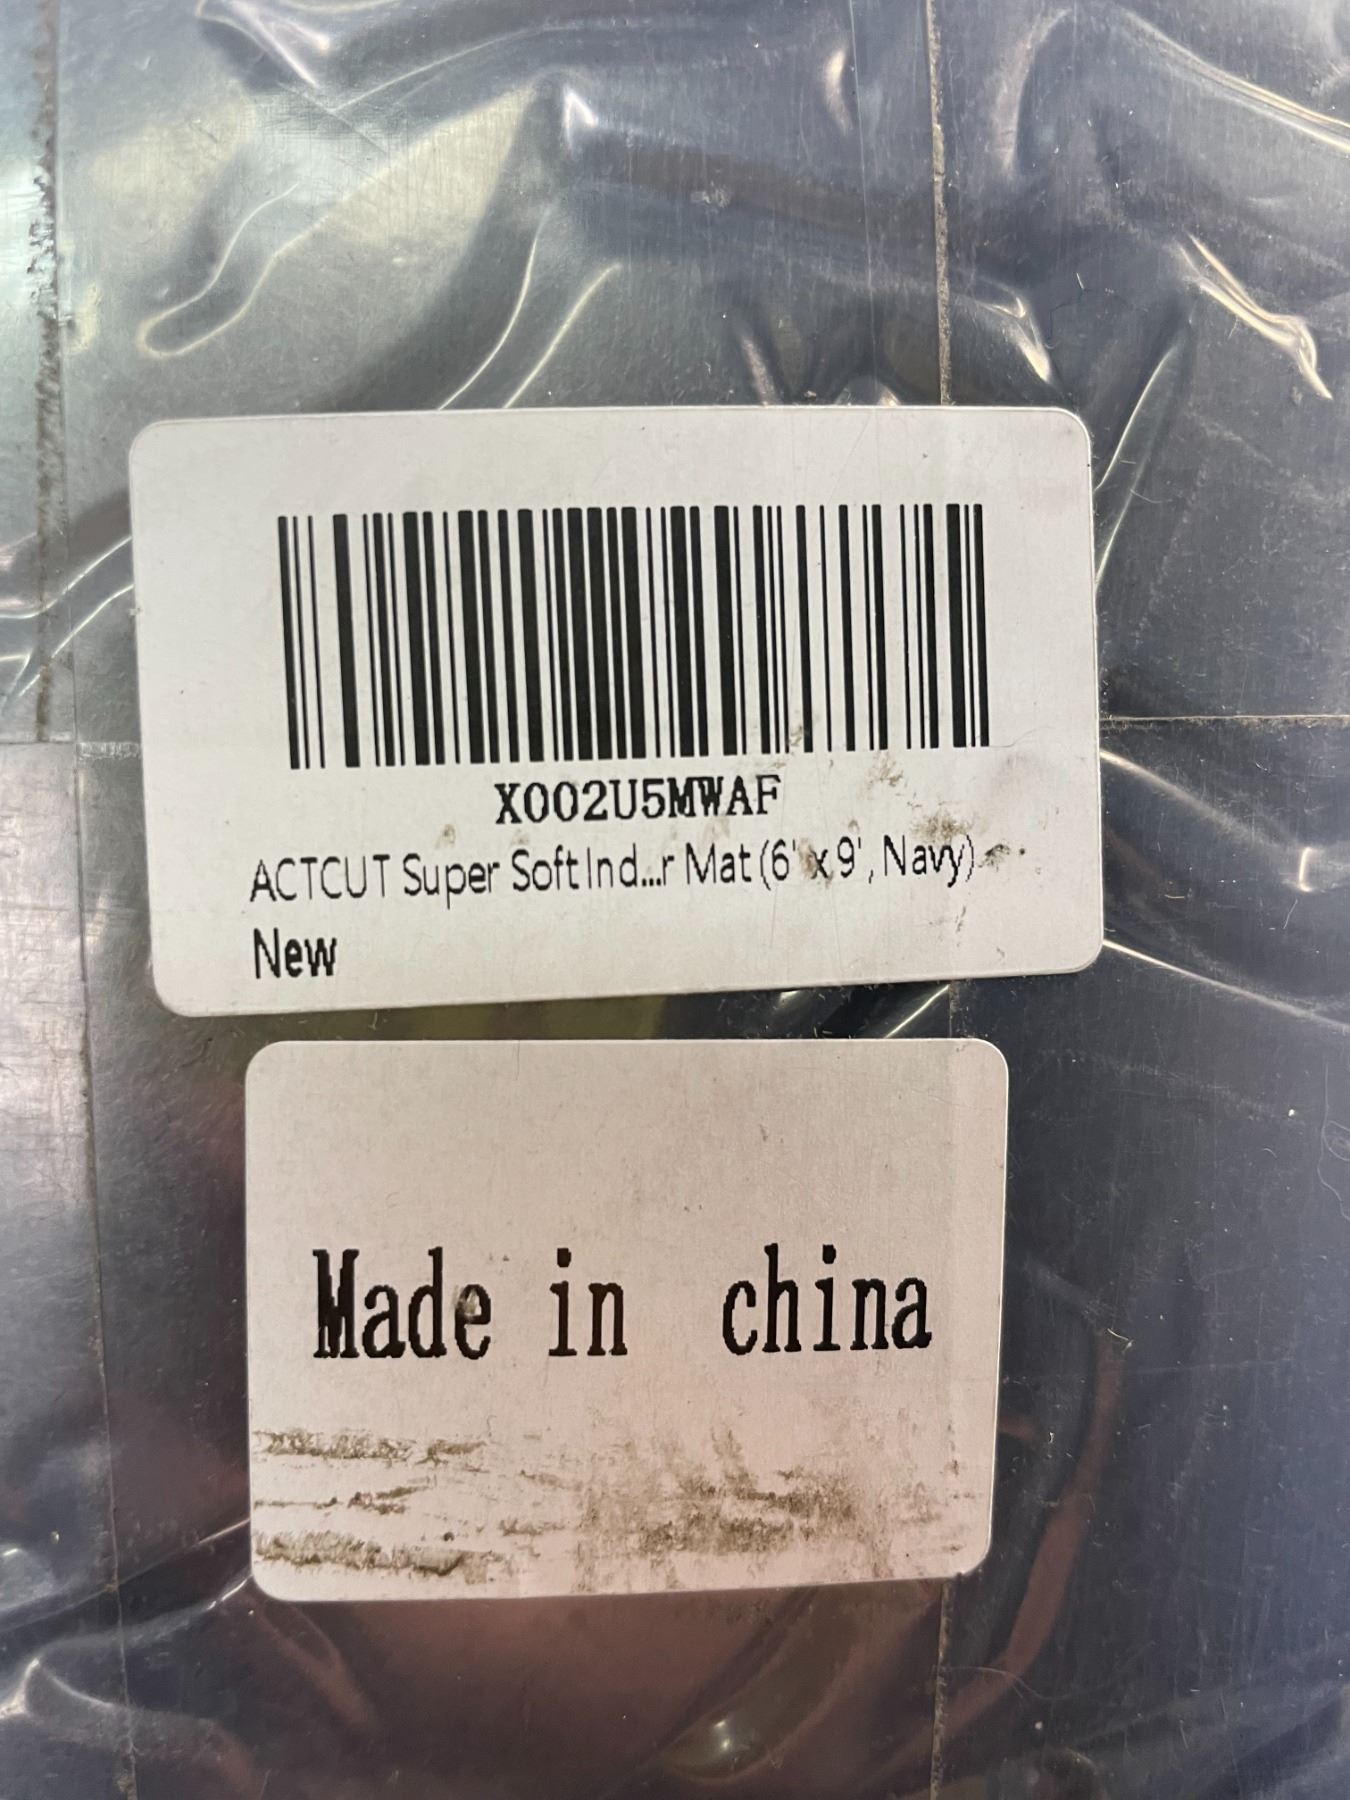 X002U5MWAF
ACTCUT Super Soft Ind...r Mat (6' x 9', Navy)
New
Made in china